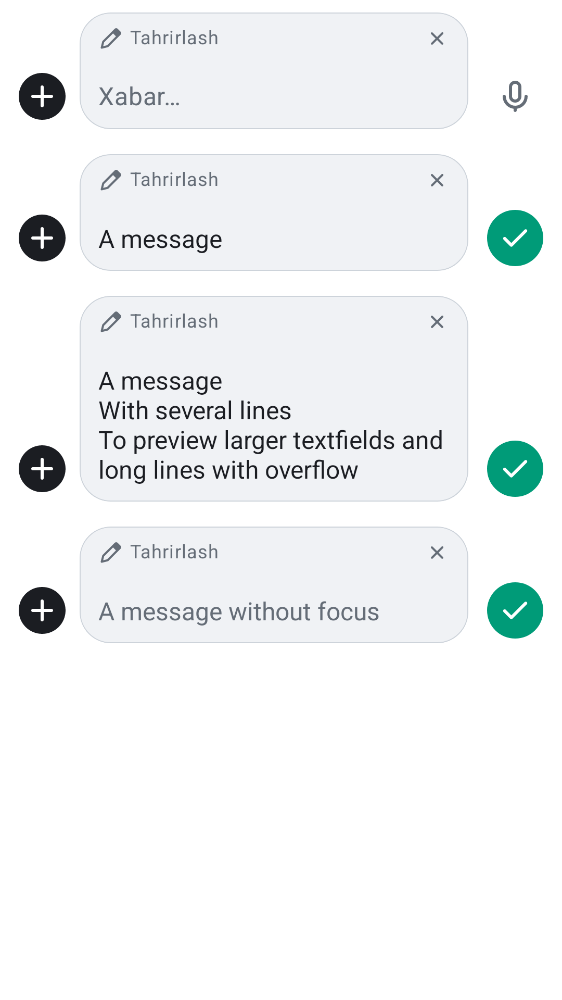 Tahrirlash
Xabar…
Tahrirlash
A message
Tahrirlash
A message
With several lines
To preview larger textfields and
long lines with overflow
Tahrirlash
A message without focus